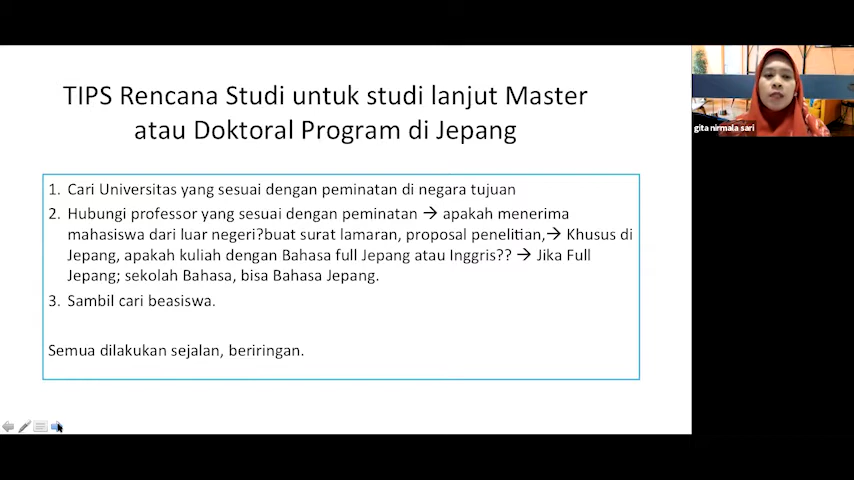 TIPS Rencana Studi untuk studi lanjut Master
atau Doktoral Program di Jepang
1. Cari Universitas yang sesuai dengan peminatan di negara tujuan
2. Hubungi professor yang sesuai dengan peminatan → apakah menerima
mahasiswa dari luar negeri?buat surat lamaran, proposal penelitian,→ Khusus di
Jepang, apakah kuliah dengan Bahasa full Jepang atau Inggris?? → Jika Full
Jepang; sekolah Bahasa, bisa Bahasa Jepang.
3. Sambil cari beasiswa.
Semua dilakukan sejalan, beriringan.
gita nirmala sari